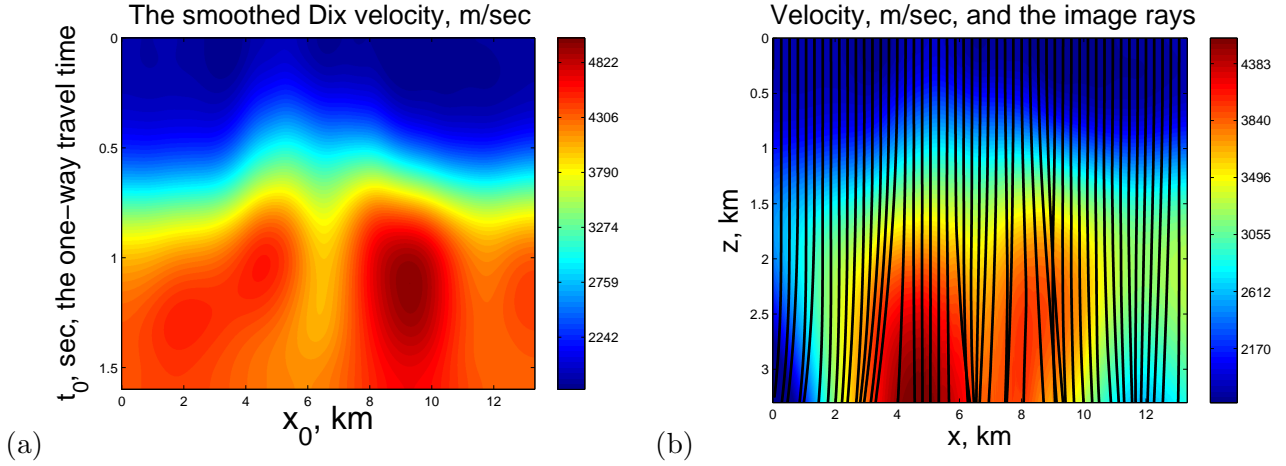 The smoothed Dix velocity, m/sec
t0, sec, the one−way travel time
0
0.5
1
1.5
0 2 4 6 8 10 12
x0, km
4822
4306
3790
3274
2759
2242
(a)
Velocity, m/sec, and the image rays
z, km
0
0.5
1
1.5
2
2.5
3
0 2 4 6 8 10 12
x, km
4383
3840
3496
3055
2612
2170
(b)